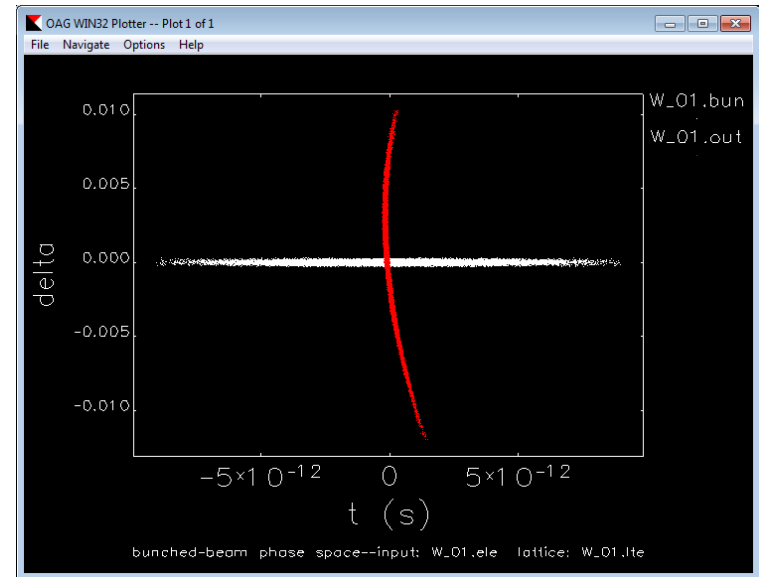 OAG WIN32 Plotter -- Plot 1 of 1
File Navigate Options Help
W_01.bun
W_01.out
0.010
0.005
0.000
-0.005
-0.010
delta
-5×10^-12 0 5×10^-12
t (s)
bunched-beam phase space--input: W_01.ele lattice: W_01.lte